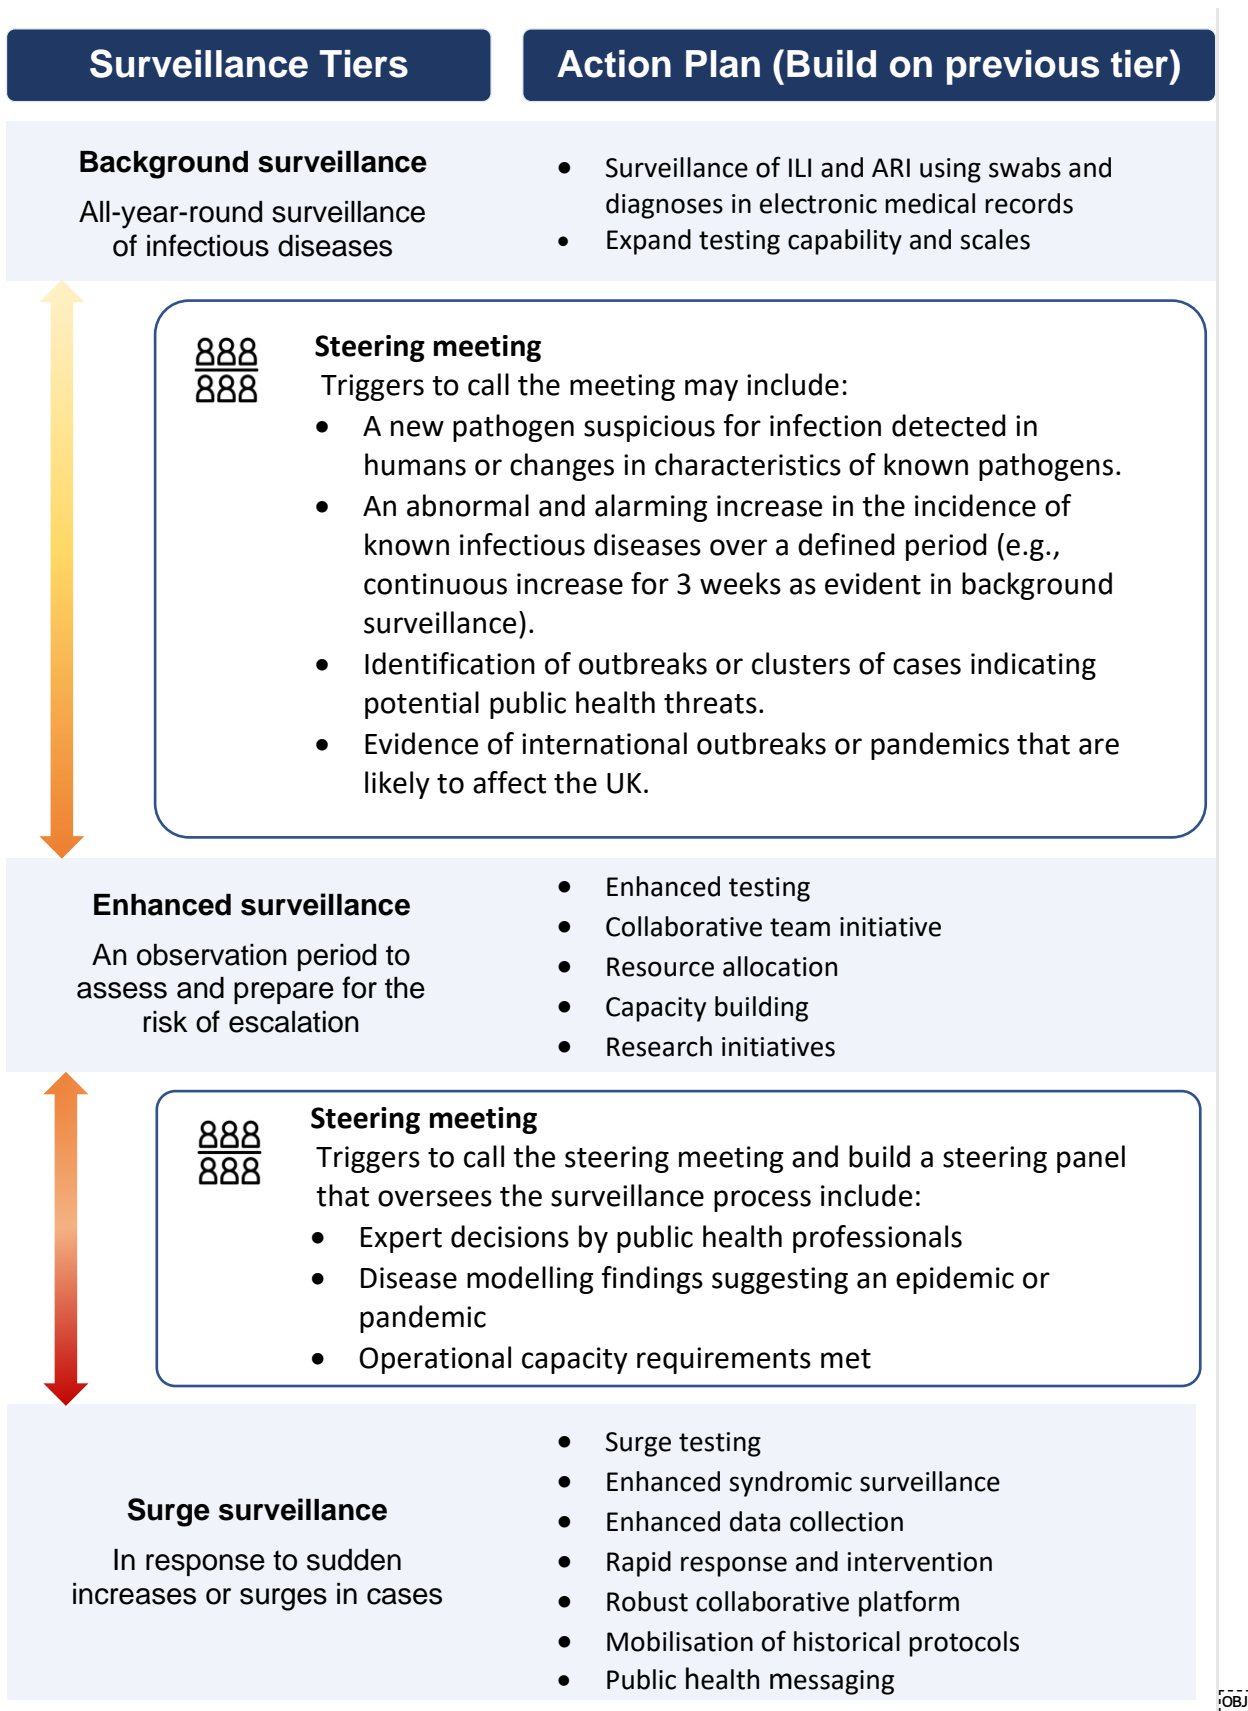 Surveillance Tiers
Action Plan (Build on previous tier)
Background surveillance
All-year-round surveillance
of infectious diseases
• Surveillance of ILI and ARI using swabs and
diagnoses in electronic medical records
• Expand testing capability and scales
Steering meeting
Triggers to call the meeting may include:
• A new pathogen suspicious for infection detected in
humans or changes in characteristics of known pathogens.
• An abnormal and alarming increase in the incidence of
known infectious diseases over a defined period (e.g.,
continuous increase for 3 weeks as evident in background
surveillance).
• Identification of outbreaks or clusters of cases indicating
potential public health threats.
• Evidence of international outbreaks or pandemics that are
likely to affect the UK.
Enhanced surveillance
An observation period to
assess and prepare for the
risk of escalation
• Enhanced testing
• Collaborative team initiative
• Resource allocation
• Capacity building
• Research initiatives
Steering meeting
Triggers to call the steering meeting and build a steering panel
that oversees the surveillance process include:
• Expert decisions by public health professionals
• Disease modelling findings suggesting an epidemic or
pandemic
• Operational capacity requirements met
Surge surveillance
In response to sudden
increases or surges in cases
• Surge testing
• Enhanced syndromic surveillance
• Enhanced data collection
• Rapid response and intervention
• Robust collaborative platform
• Mobilisation of historical protocols
• Public health messaging
OBJ